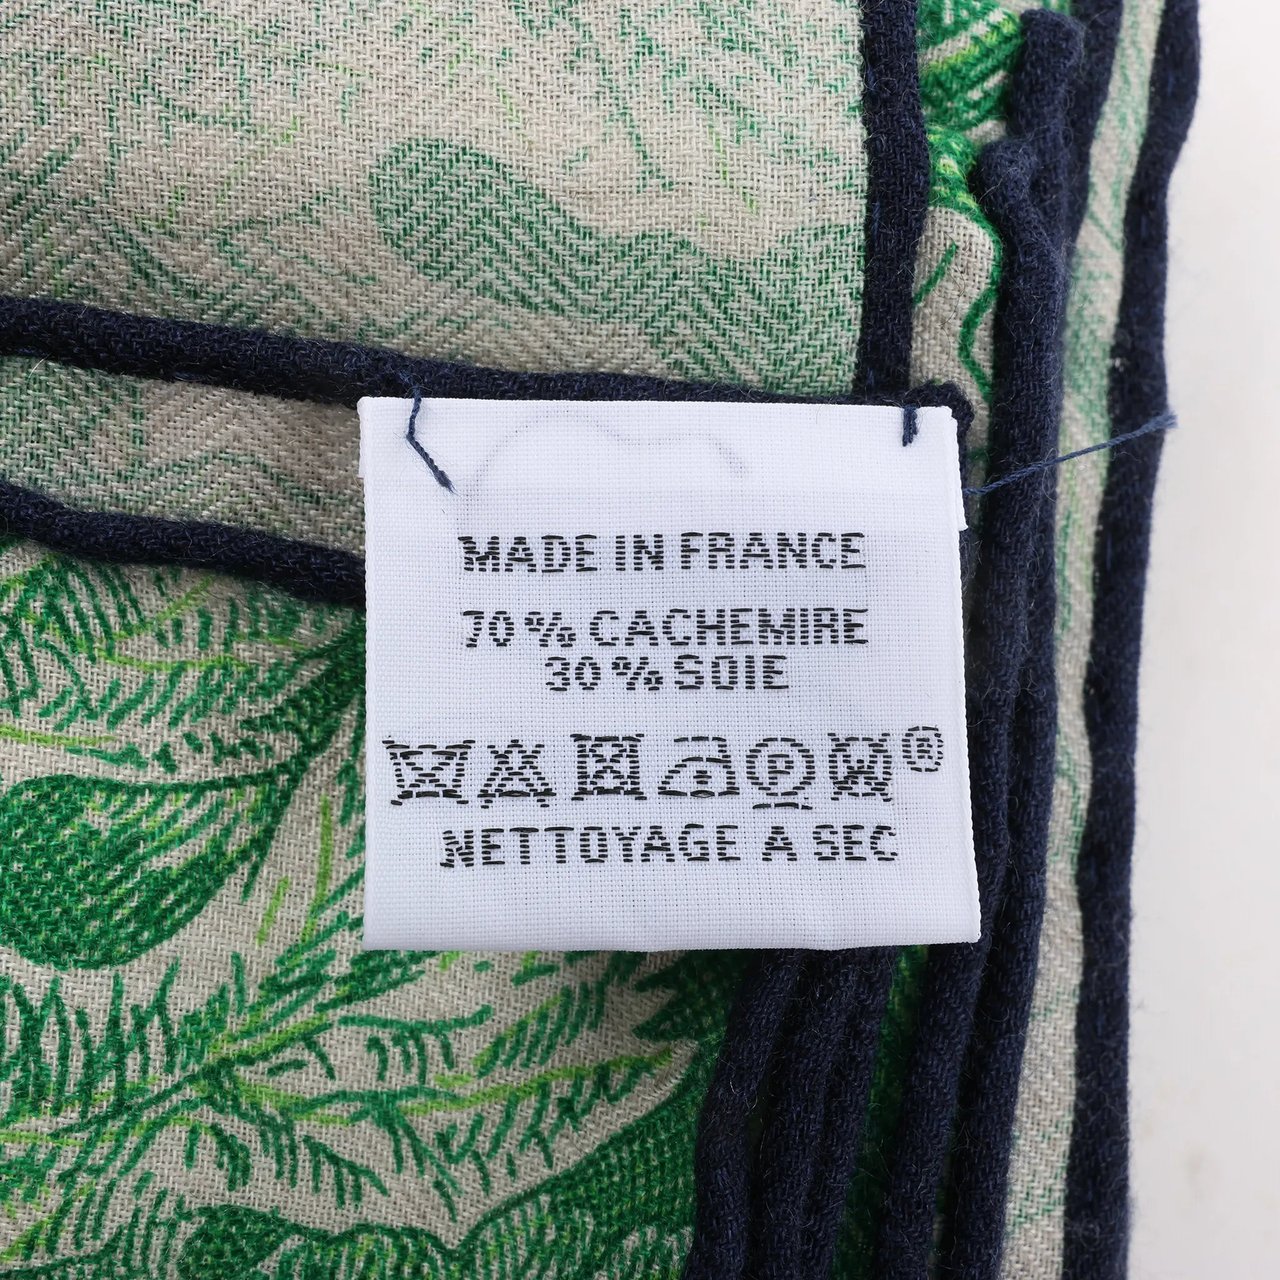 MADE IN FRANCE
70% CACHEMIRE
30% SOIE
P ®
NETTOYAGE A SEC